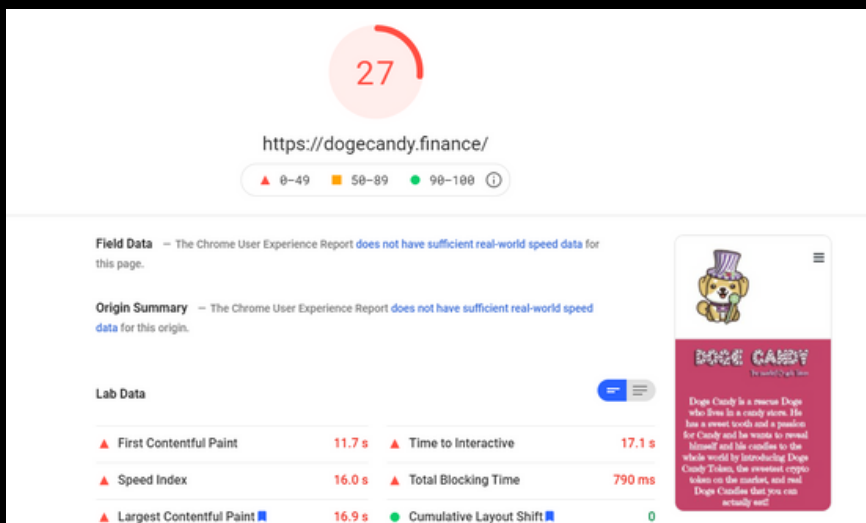 27
https://dogecandy.finance/
0–49 50–89 90–100
Field Data — The Chrome User Experience Report does not have sufficient real-world speed data for
this page.
Origin Summary — The Chrome User Experience Report does not have sufficient real-world speed
data for this origin.
Lab Data
First Contentful Paint 11.7 s
Time to Interactive 17.1 s
Speed Index 16.0 s
Total Blocking Time 790 ms
Largest Contentful Paint 16.9 s
Cumulative Layout Shift 0
DOGE CANDY
Doge Candy is a rescue Doge
who lives in a candy store. He
has a sweet tooth and a passion
for Candy and he wants to reveal
himself and his candies to the
whole world by introducing Doge
Candy Token, the sweetest crypto
token on the market, and real
Doge Candies that you can
actually eat!